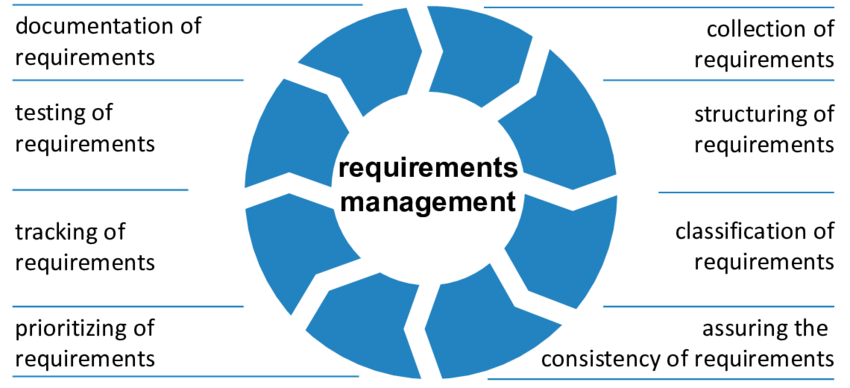 documentation of
requirements
testing of
requirements
tracking of
requirements
prioritizing of
requirements
requirements
management
collection of
requirements
structuring of
requirements
classification of
requirements
assuring the
consistency of requirements